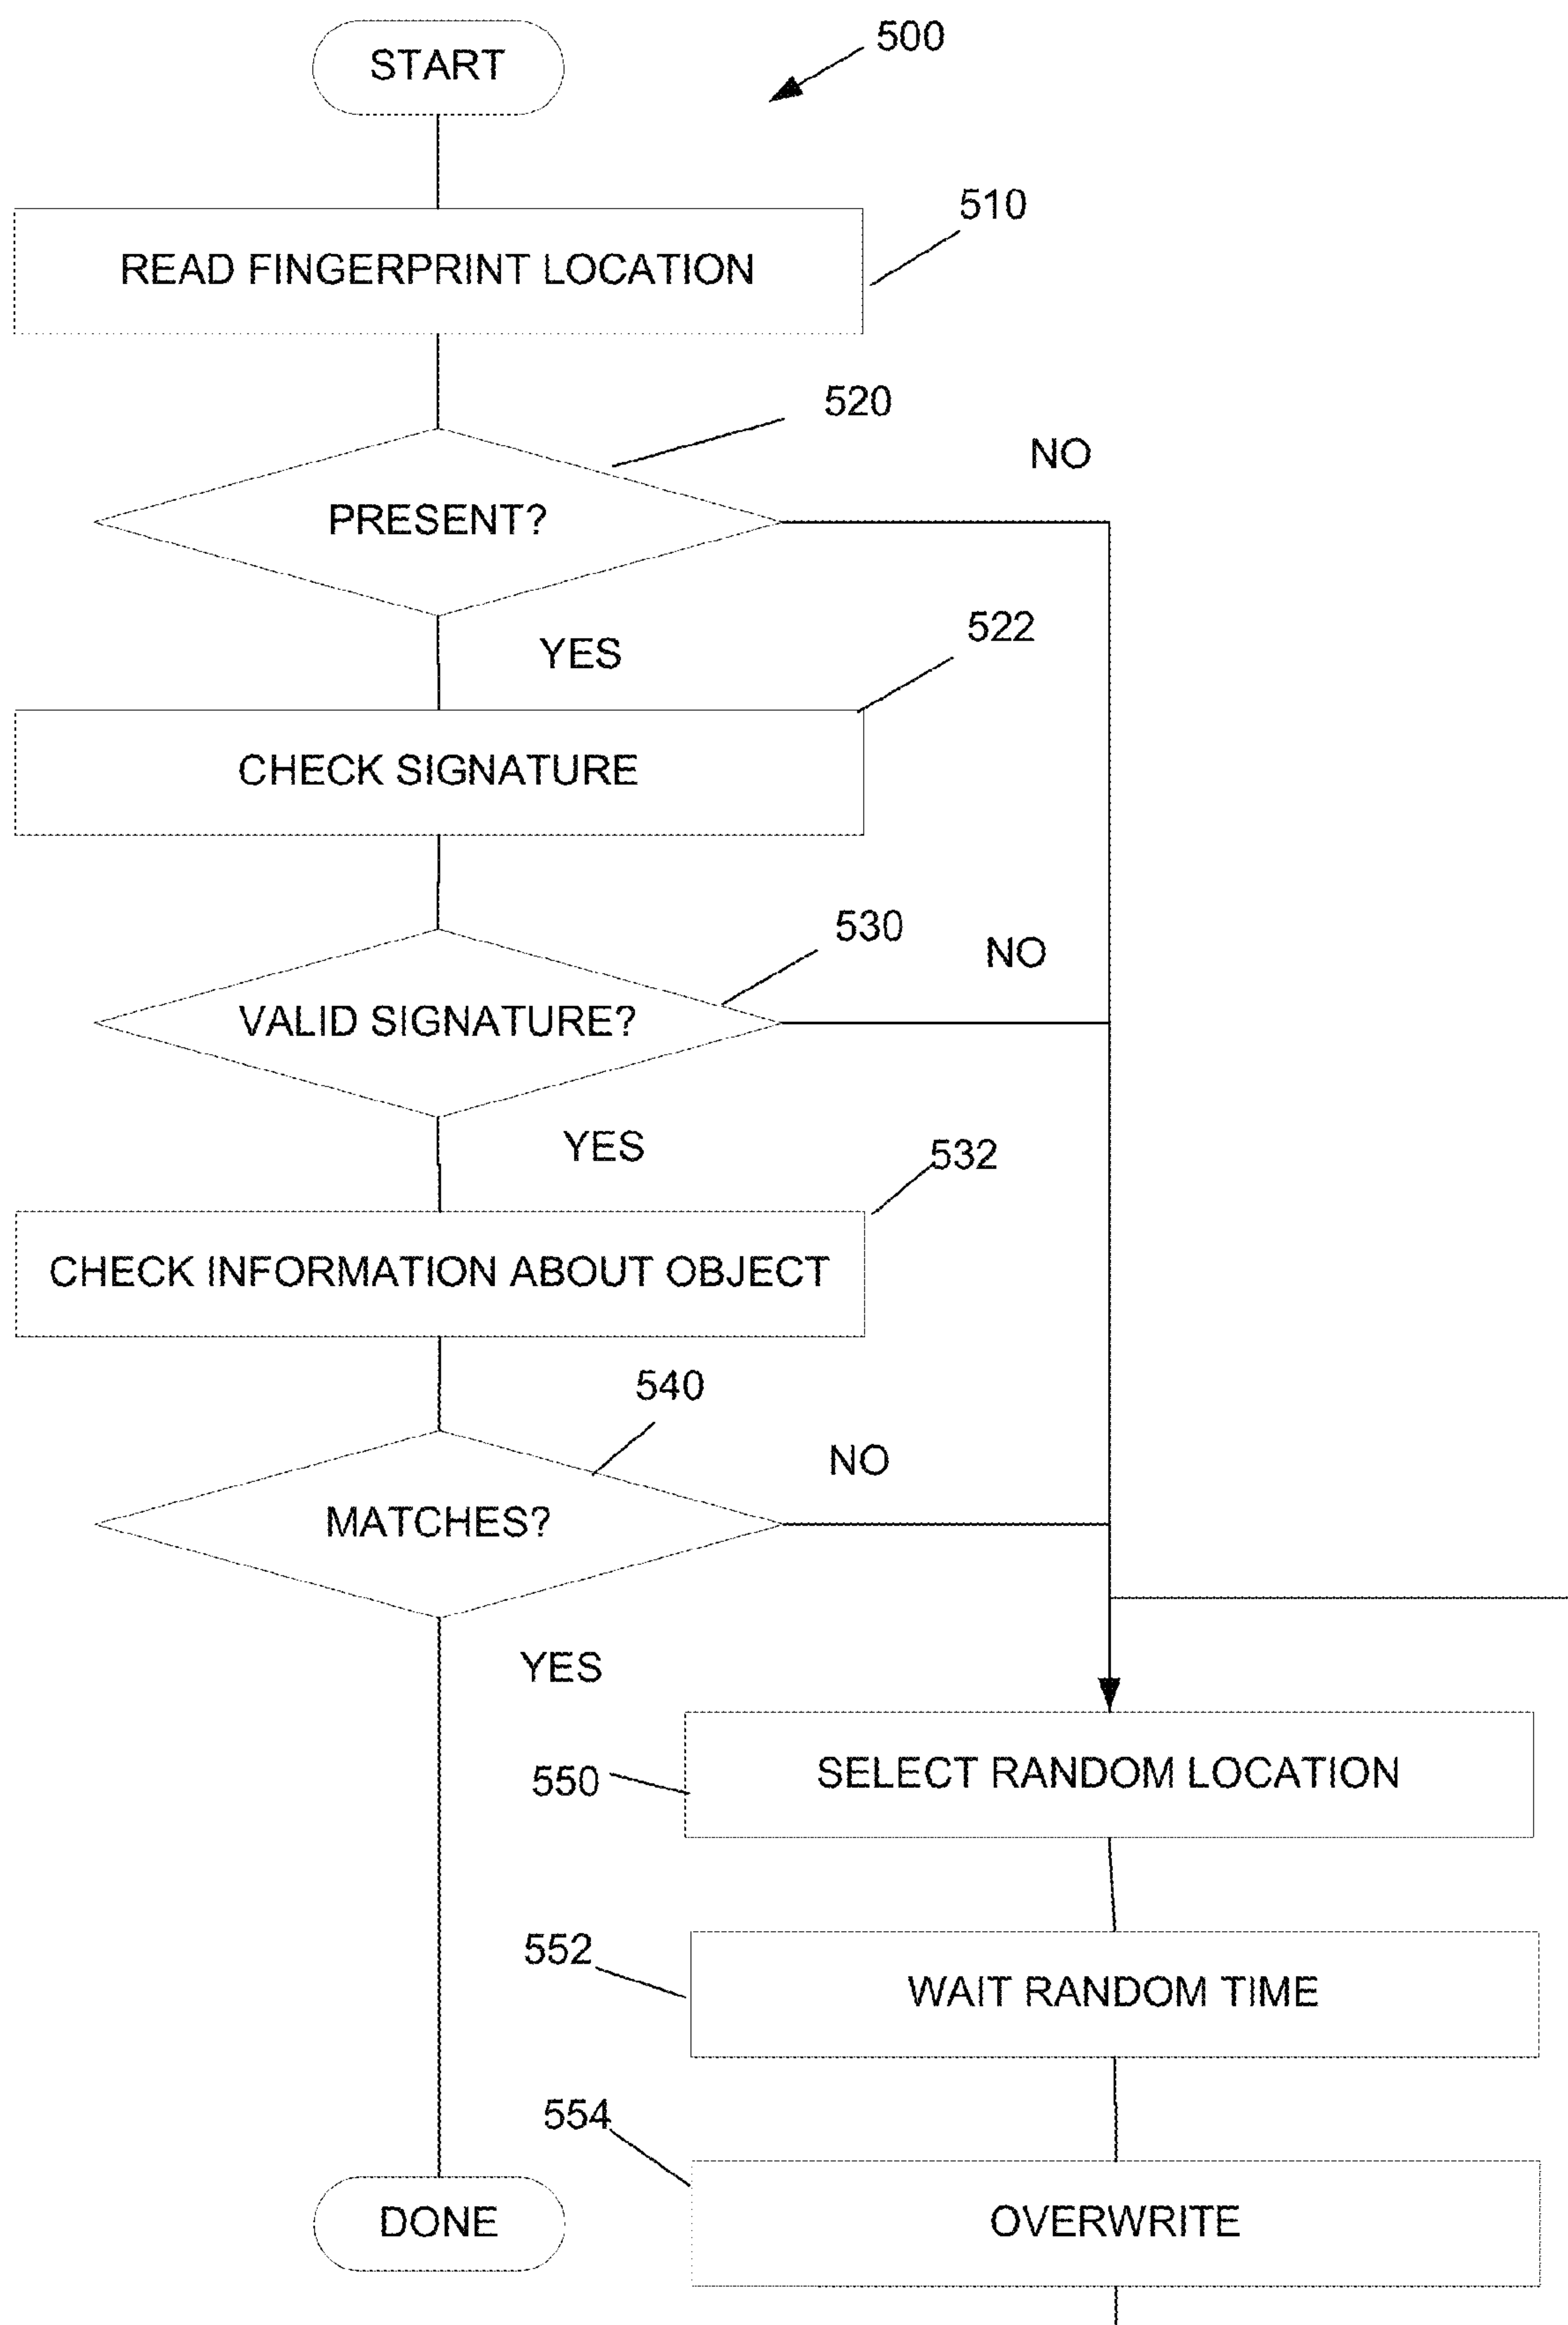 START
500
READ FINGERPRINT LOCATION
510
520
PRESENT?
NO
YES
522
CHECK SIGNATURE
530
NO
VALID SIGNATURE?
YES
532
CHECK INFORMATION ABOUT OBJECT
540
NO
MATCHES?
YES
550
SELECT RANDOM LOCATION
552
WAIT RANDOM TIME
554
DONE
OVERWRITE